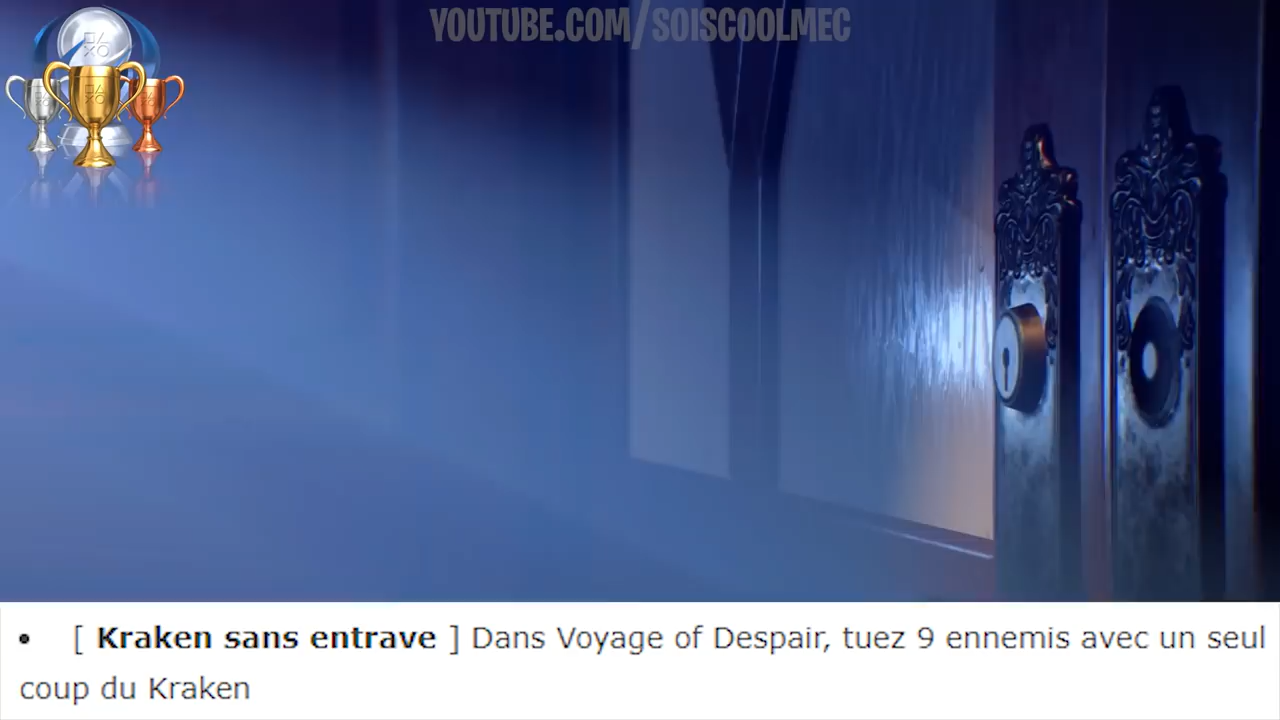 YOUTUBE.COM/SOISCOOLMEC
• [ Kraken sans entrave ] Dans Voyage of Despair, tuez 9 ennemis avec un seul
coup du Kraken